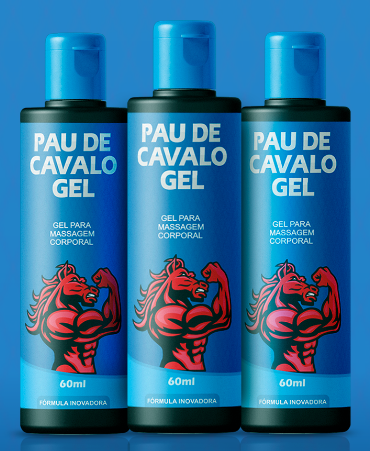 PAU DE
CAVALO
GEL
GEL PARA
MASSAGEM
CORPORAL
60ml
FÓRMULA INOVADORA
PAU DE
CAVALO
GEL
GEL PARA
MASSAGEM
CORPORAL
60ml
FÓRMULA INOVADORA
PAU DE
CAVALO
GEL
GEL PARA
MASSAGEM
CORPORAL
60ml
FÓRMULA INOVADORA